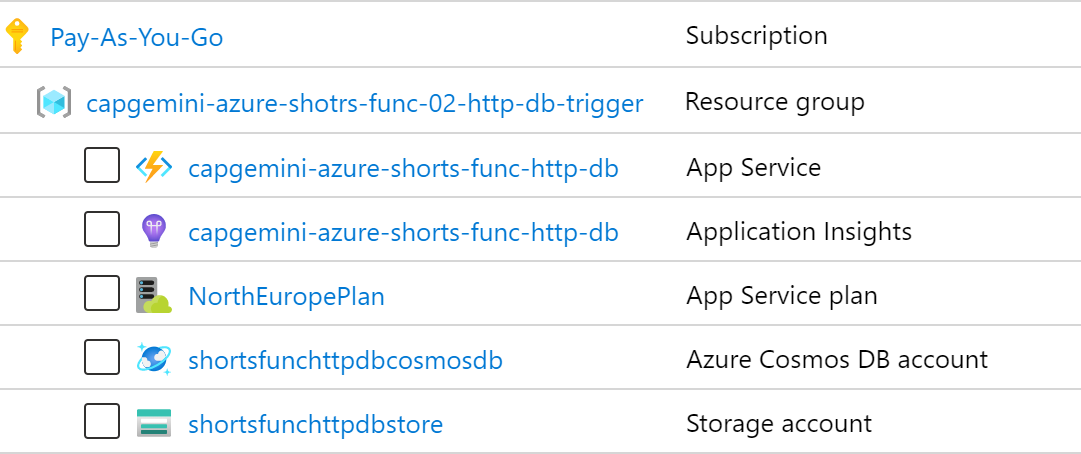 Pay-As-You-Go Subscription
capgemini-azure-shotrs-func-02-http-db-trigger Resource group
capgemini-azure-shorts-func-http-db App Service
capgemini-azure-shorts-func-http-db Application Insights
NorthEuropePlan App Service plan
shortsfunchttpdbcosmosdb Azure Cosmos DB account
shortsfunchttpdbstore Storage account